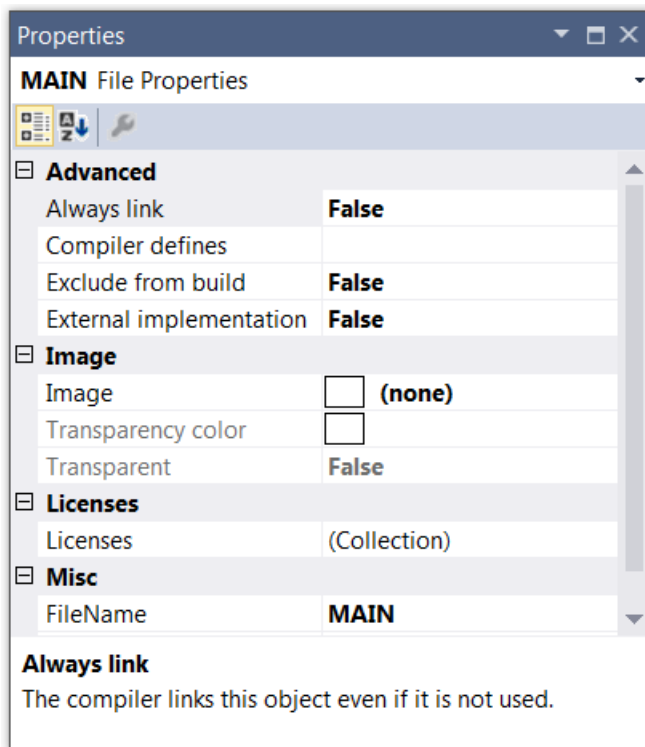 Properties
MAIN File Properties
Advanced
Always link False
Compiler defines
Exclude from build False
External implementation False
Image
Image (none)
Transparency color
Transparent False
Licenses
Licenses (Collection)
Misc
FileName MAIN
Always link
The compiler links this object even if it is not used.